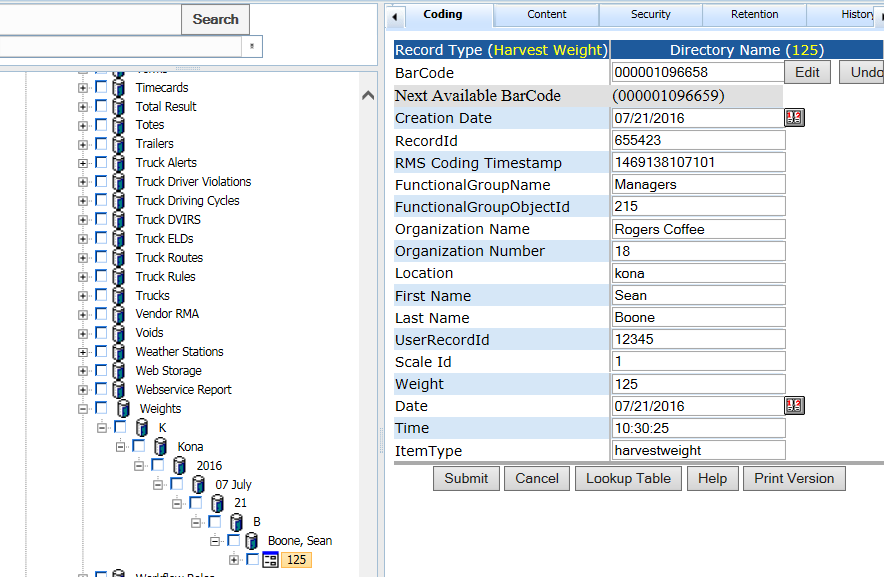 Search
Timecards
Total Result
Totes
Trailers
Truck Alerts
Truck Driver Violations
Truck Driving Cycles
Truck DVIRS
Truck ELDs
Truck Routes
Truck Rules
Trucks
Vendor RMA
Voids
Weather Stations
Web Storage
Webservice Report
Weights
K
Kona
2016
07 July
21
B
Boone, Sean
125
Coding Content Security Retention History
Record Type (Harvest Weight) Directory Name (125)
BarCode 000001096658 Edit Undo
Next Available BarCode (000001096659)
Creation Date 07/21/2016
RecordId 655423
RMS Coding Timestamp 1469138107101
FunctionalGroupName Managers
FunctionalGroupObjectId 215
Organization Name Rogers Coffee
Organization Number 18
Location kona
First Name Sean
Last Name Boone
UserRecordId 12345
Scale Id 1
Weight 125
Date 07/21/2016
Time 10:30:25
ItemType harvestweight
Submit Cancel Lookup Table Help Print Version